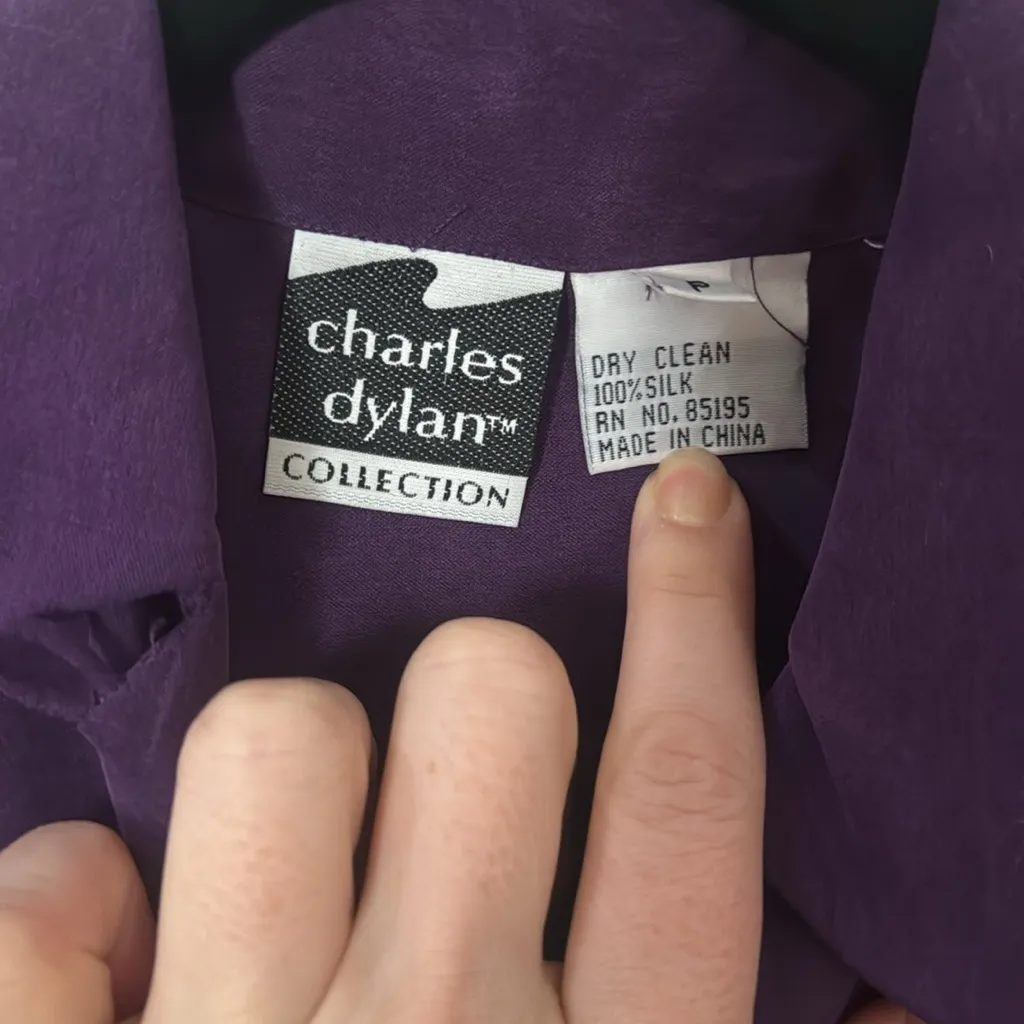 charles
dylan™
COLLECTION
P
DRY CLEAN
100%SILK
RN NO. 85195
MADE IN CHINA